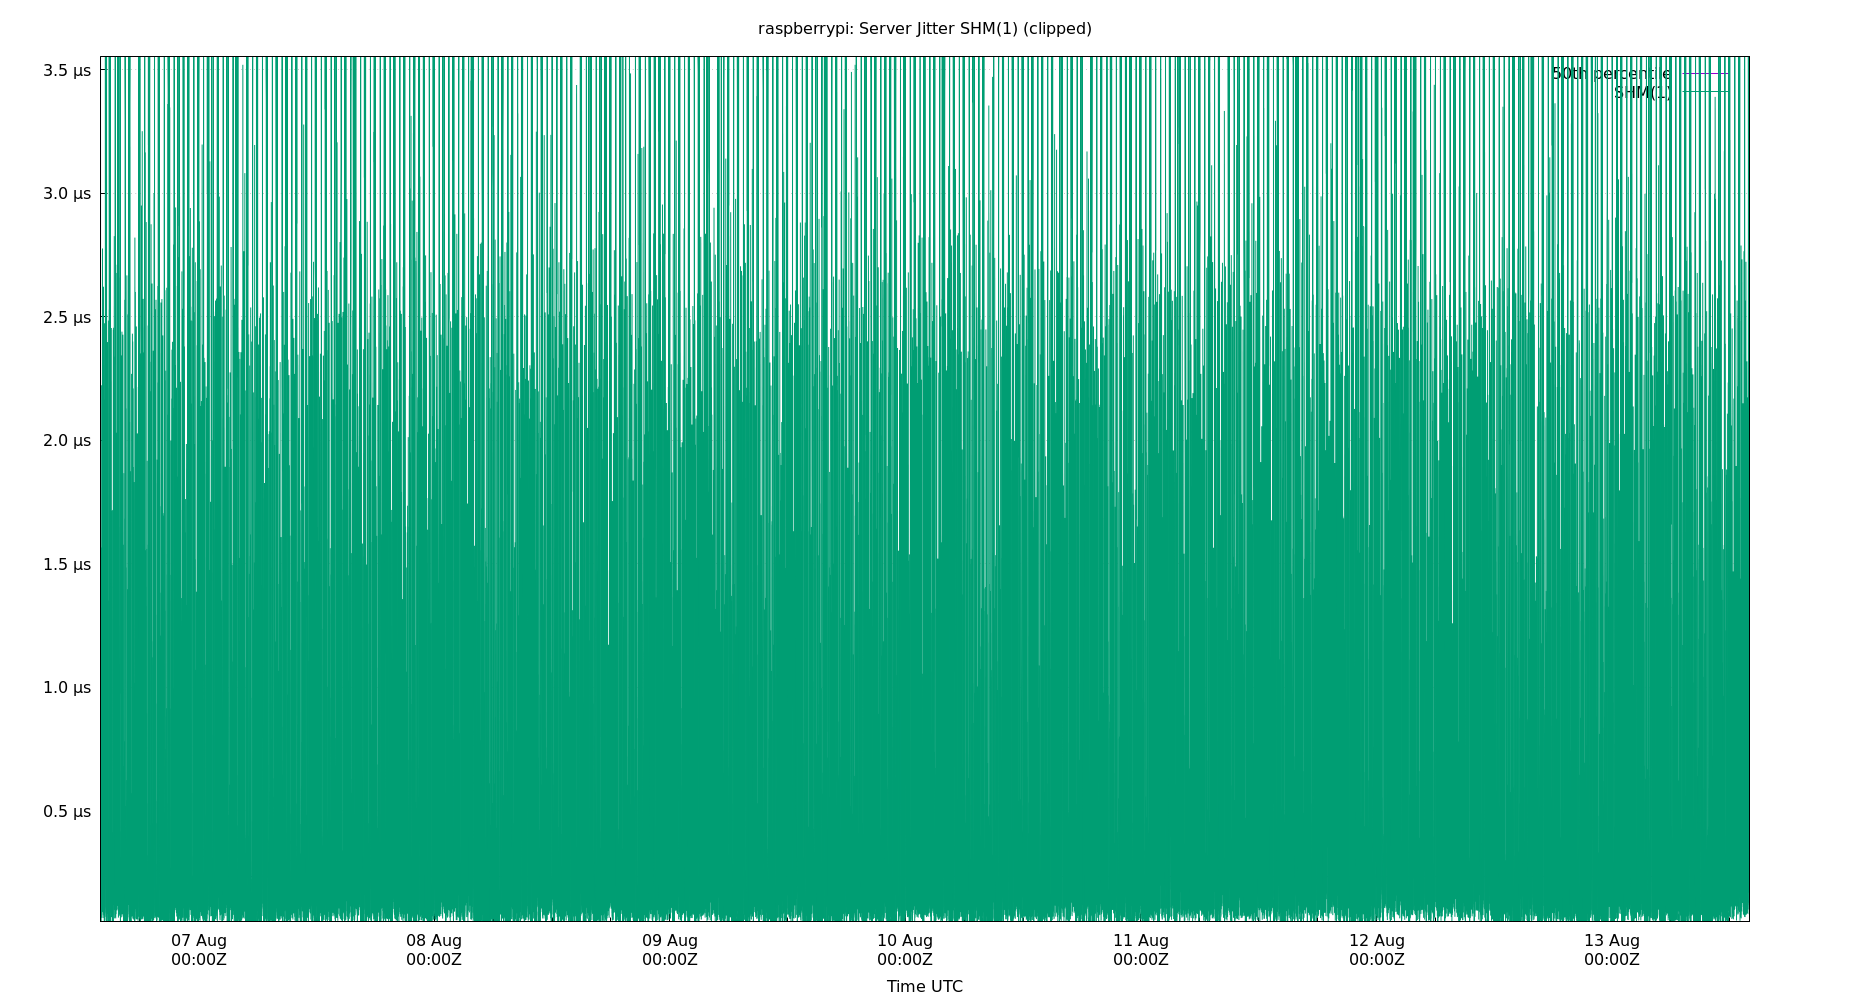 raspberrypi: Server Jitter SHM(1) (clipped)
3.5 µs
3.0 µs
2.5 µs
2.0 µs
1.5 µs
1.0 µs
0.5 µs
50th percentile
SHM(1)
07 Aug 08 Aug 09 Aug 10 Aug 11 Aug 12 Aug 13 Aug
00:00Z 00:00Z 00:00Z 00:00Z 00:00Z 00:00Z 00:00Z
Time UTC